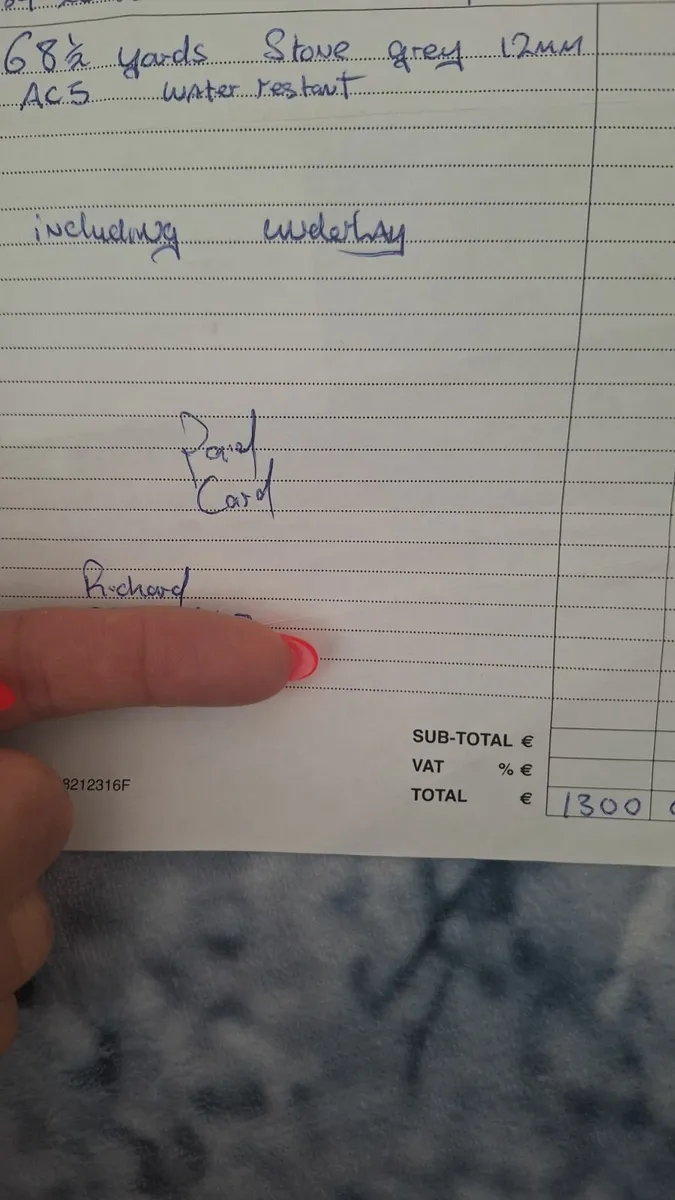 68½ yards Stone grey 12MM
AC5 Water restant
including underlay
Paid
Card
Richard
SUB-TOTAL €
VAT % €
8212316F
TOTAL € 1300